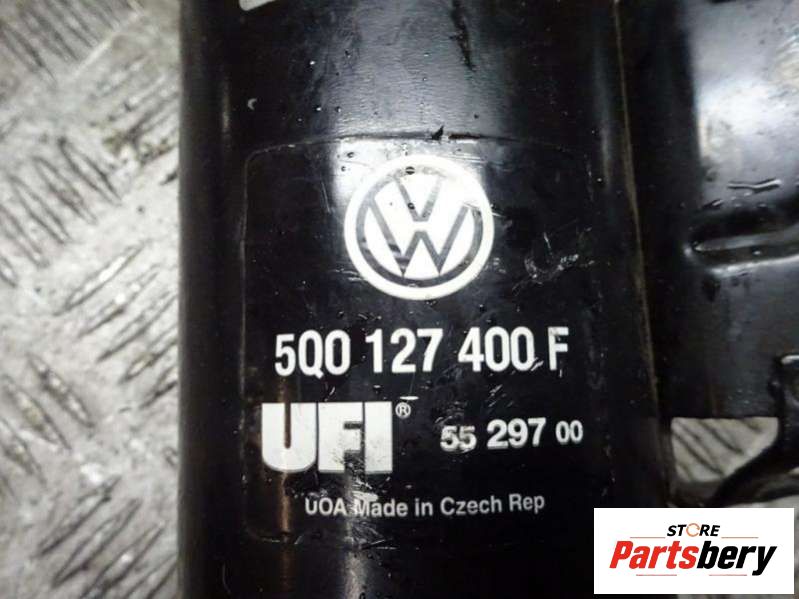 5Q0 127 400 F
UFI®
55 297 00
UOA Made in Czech Rep
STORE
Partsbery